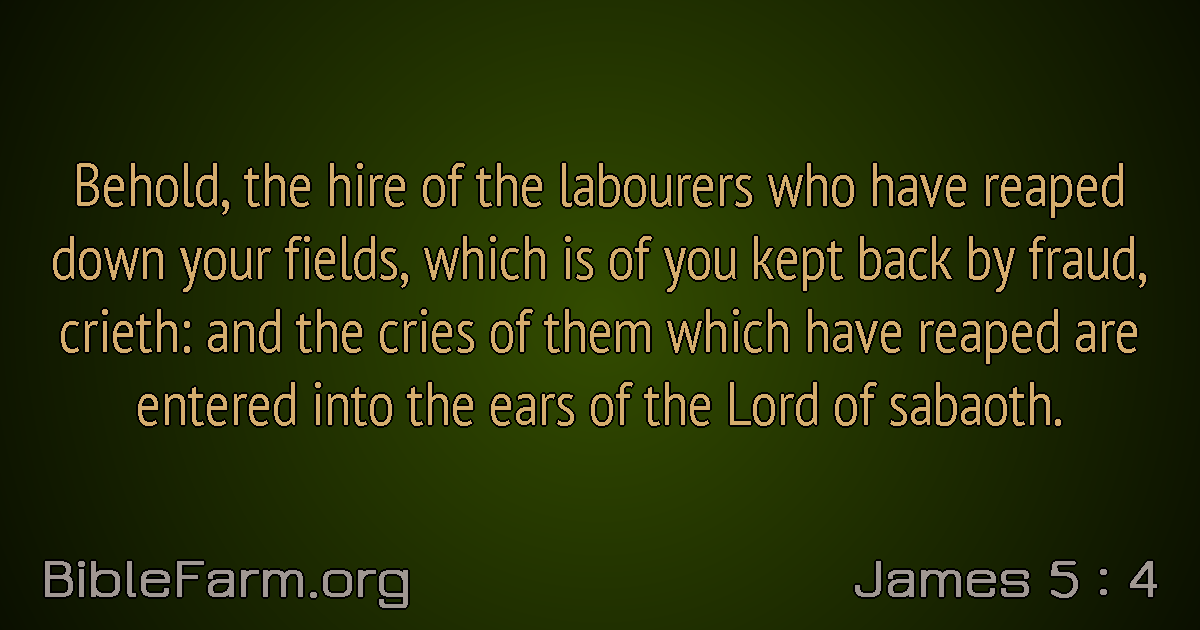 Behold, the hire of the labourers who have reaped
down your fields, which is of you kept back by fraud,
crieth: and the cries of them which have reaped are
entered into the ears of the Lord of sabaoth.
BibleFarm.org
James 5 : 4